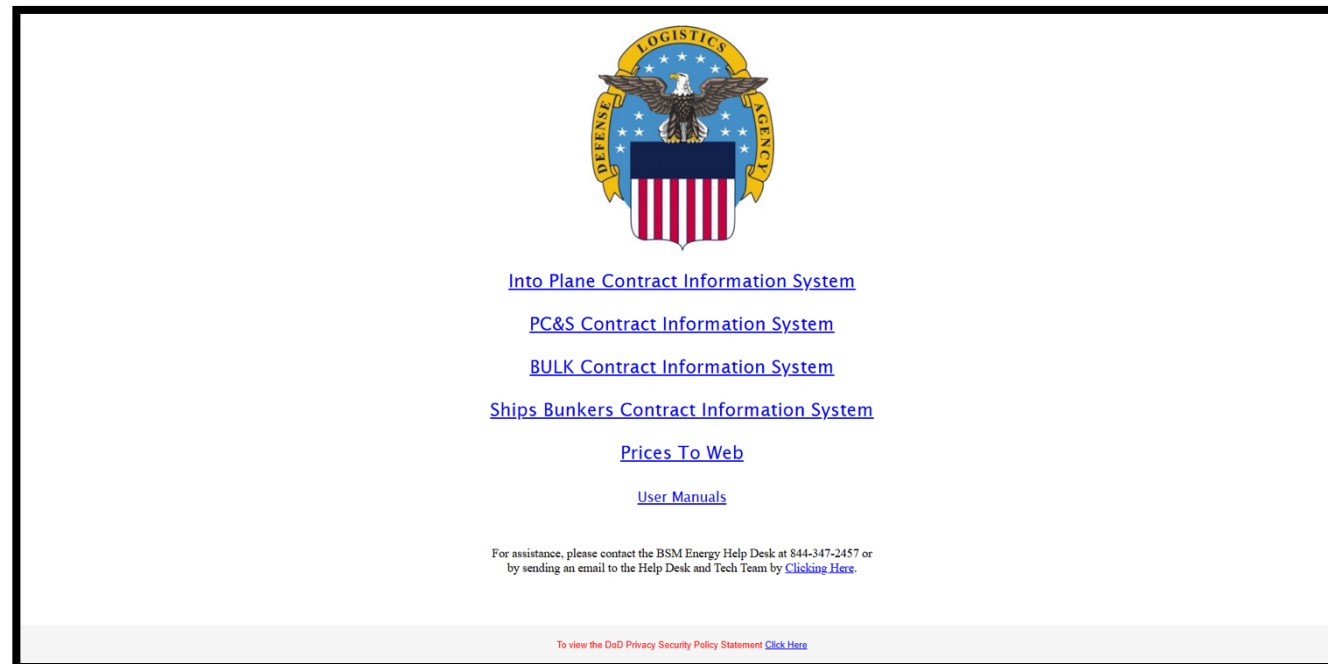 DEFENSE LOGISTICS AGENCY
Into Plane Contract Information System
PC&S Contract Information System
BULK Contract Information System
Ships Bunkers Contract Information System
Prices To Web
User Manuals
For assistance, please contact the BSM Energy Help Desk at 844-347-2457 or
by sending an email to the Help Desk and Tech Team by Clicking Here.
To view the DoD Privacy Security Policy Statement Click Here